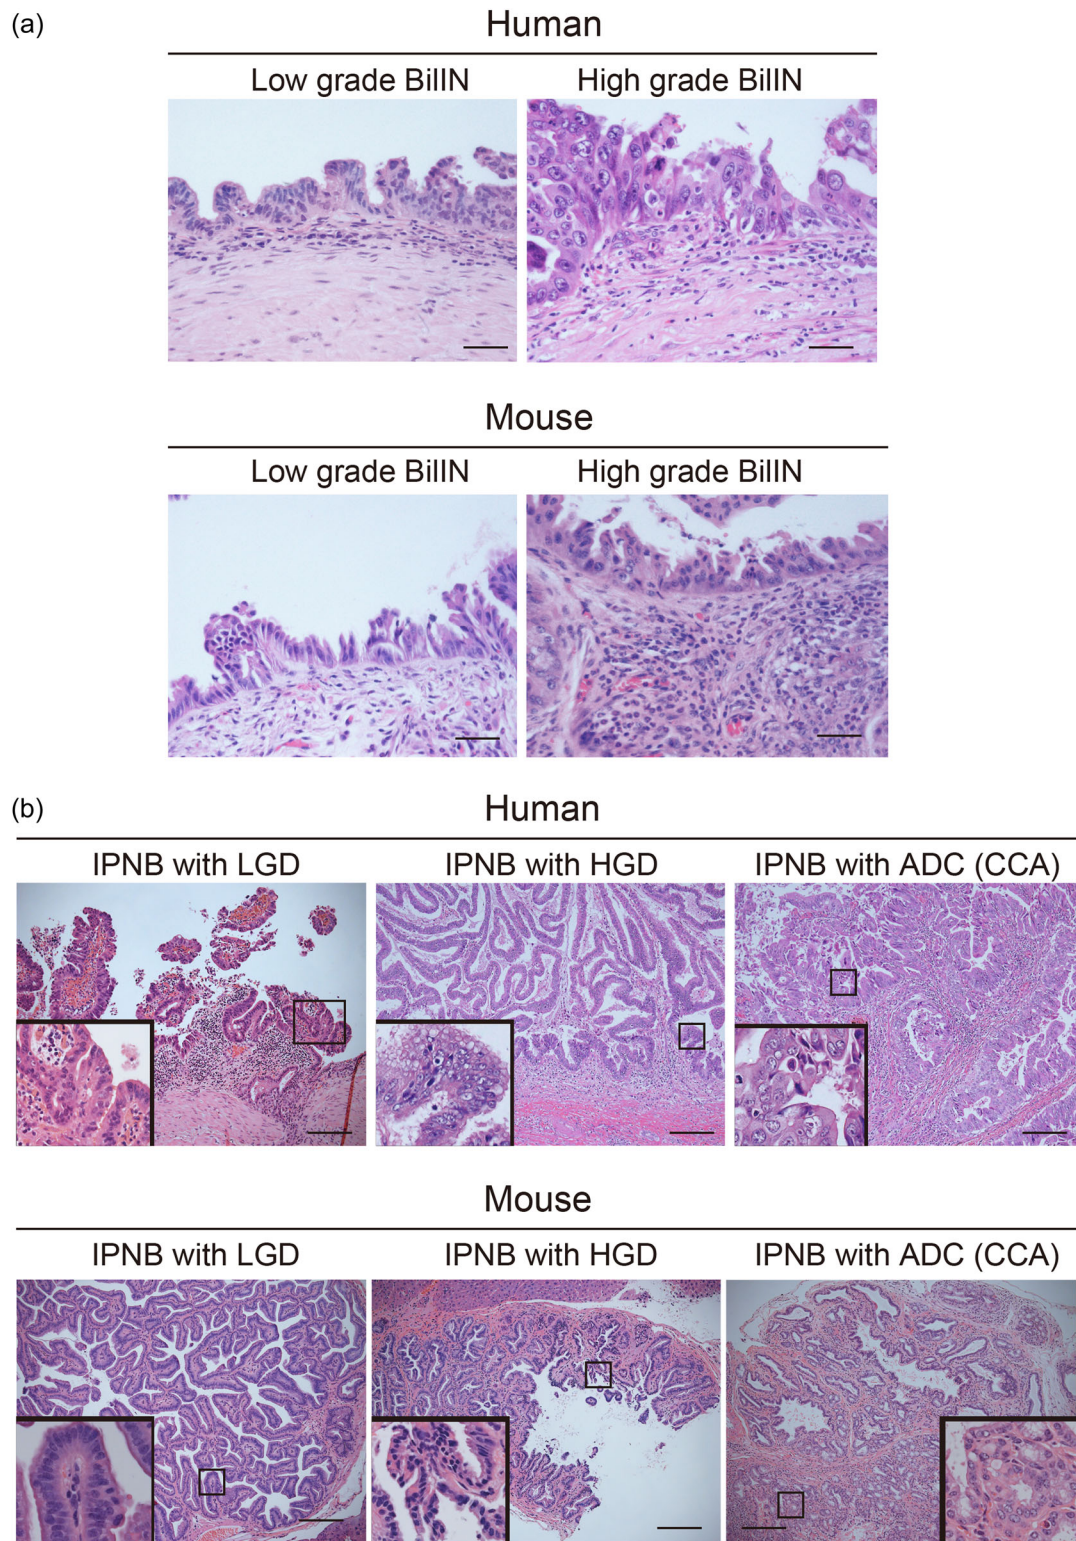 (a)
Human
Low grade BilIN
High grade BilIN
Mouse
Low grade BilIN
High grade BilIN
(b)
Human
IPNB with LGD
IPNB with HGD
IPNB with ADC (CCA)
Mouse
IPNB with LGD
IPNB with HGD
IPNB with ADC (CCA)